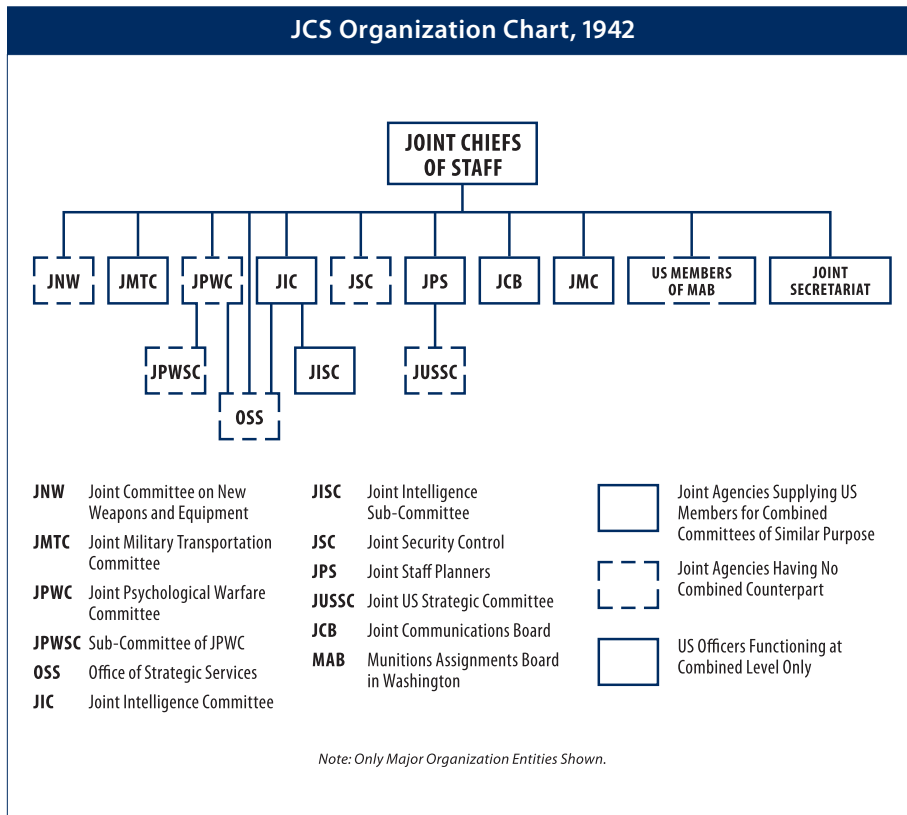 JCS Organization Chart, 1942
JOINT CHIEFS
OF STAFF
JNW
JMTC
JPWC
JIC
JSC
JPS
JCB
JMC
US MEMBERS
OF MAB
JOINT
SECRETARIAT
JPWSC
JISC
JUSSC
OSS
JNW Joint Committee on New
Weapons and Equipment
JMTC Joint Military Transportation
Committee
JPWC Joint Psychological Warfare
Committee
JPWSC Sub-Committee of JPWC
OSS Office of Strategic Services
JIC Joint Intelligence Committee
JISC Joint Intelligence
Sub-Committee
JSC Joint Security Control
JPS Joint Staff Planners
JUSSC Joint US Strategic Committee
JCB Joint Communications Board
MAB Munitions Assignments Board
in Washington
Joint Agencies Supplying US
Members for Combined
Committees of Similar Purpose
Joint Agencies Having No
Combined Counterpart
US Officers Functioning at
Combined Level Only
Note: Only Major Organization Entities Shown.